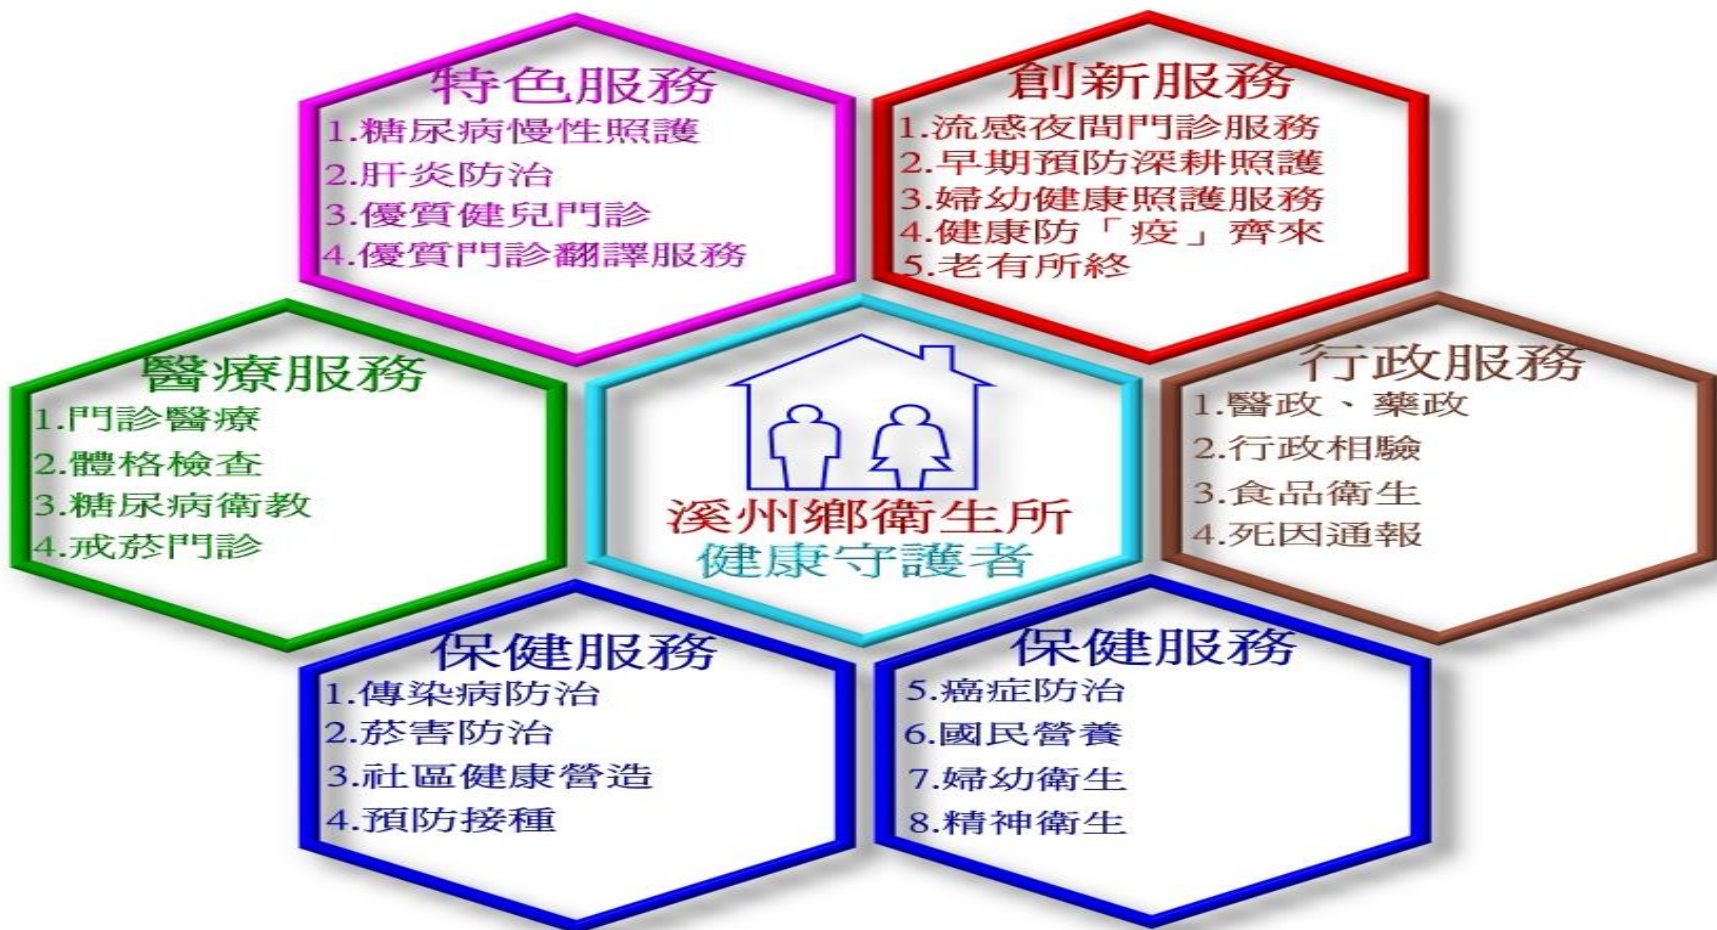 特色服務
1.糖尿病慢性照護
2.肝炎防治
3.優質健兒門診
4.優質門診翻譯服務
創新服務
1.流感夜間門診服務
2.早期預防深耕照護
3.婦幼健康照護服務
4.健康防「疫」齊來
5.老有所終
醫療服務
1.門診醫療
2.體格檢查
3.糖尿病衛教
4.戒菸門診
溪州鄉衛生所
健康守護者
行政服務
1.醫政、藥政
2.行政相驗
3.食品衛生
4.死因通報
保健服務
1.傳染病防治
2.菸害防治
3.社區健康營造
4.預防接種
保健服務
5.癌症防治
6.國民營養
7.婦幼衛生
8.精神衛生